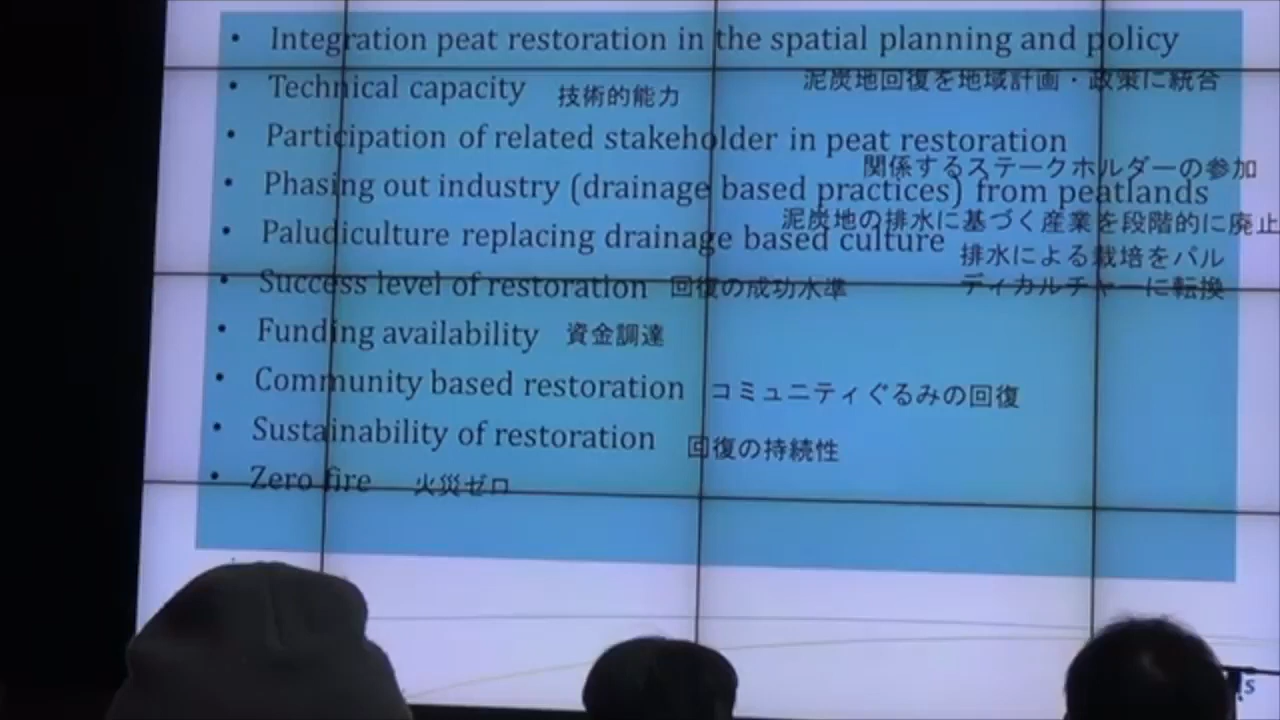 • Integration peat restoration in the spatial planning and policy
泥炭地回復を地域計画・政策に統合
• Technical capacity 技術的能力
• Participation of related stakeholder in peat restoration
関係するステークホルダーの参加
• Phasing out industry (drainage based practices) from peatlands
泥炭地の排水に基づく産業を段階的に廃止
• Paludiculture replacing drainage based culture
排水による栽培をパル
ディカルチャーに転換
• Success level of restoration 回復の成功水準
• Funding availability 資金調達
• Community based restoration コミュニティぐるみの回復
• Sustainability of restoration 回復の持続性
• Zero fire 火災ゼロ